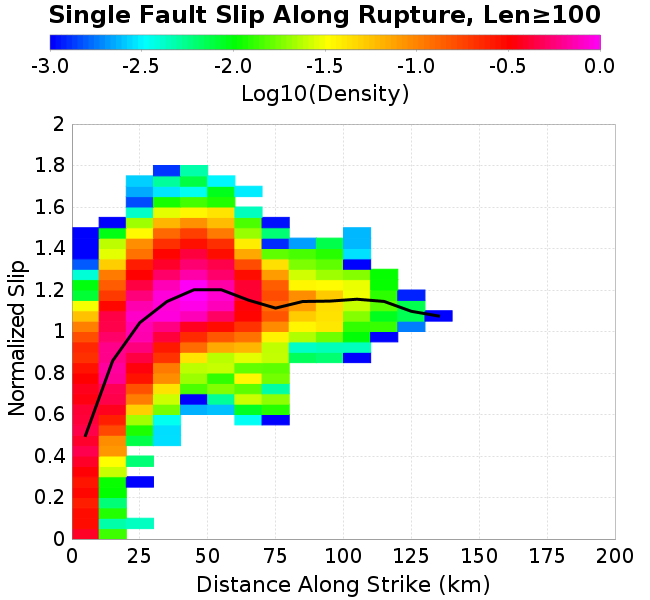 Single Fault Slip Along Rupture, Len≥100
-3.0 -2.5 -2.0 -1.5 -1.0 -0.5 0.0
Log10(Density)
2
1.8
1.6
1.4
1.2
1
0.8
0.6
0.4
0.2
0
Normalized Slip
0 25 50 75 100 125 150 175 200
Distance Along Strike (km)